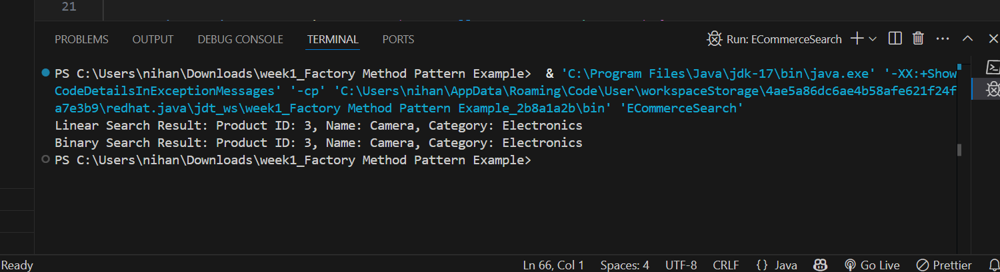 21
PROBLEMS OUTPUT DEBUG CONSOLE TERMINAL PORTS Run: ECommerceSearch
PS C:\Users\nihan\Downloads\week1_Factory Method Pattern Example>  & 'C:\Program Files\Java\jdk-17\bin\java.exe' '-XX:+Show
CodeDetailsInExceptionMessages' '-cp' 'C:\Users\nihan\AppData\Roaming\Code\User\workspaceStorage\4ae5a86dc6ae4b58afe621f24f
a7e3b9\redhat.java\jdt_ws\week1_Factory Method Pattern Example_2b8a1a2b\bin' 'ECommerceSearch'
Linear Search Result: Product ID: 3, Name: Camera, Category: Electronics
Binary Search Result: Product ID: 3, Name: Camera, Category: Electronics
PS C:\Users\nihan\Downloads\week1_Factory Method Pattern Example>
Ready Ln 66, Col 1 Spaces: 4 UTF-8 CRLF {} Java Go Live Prettier